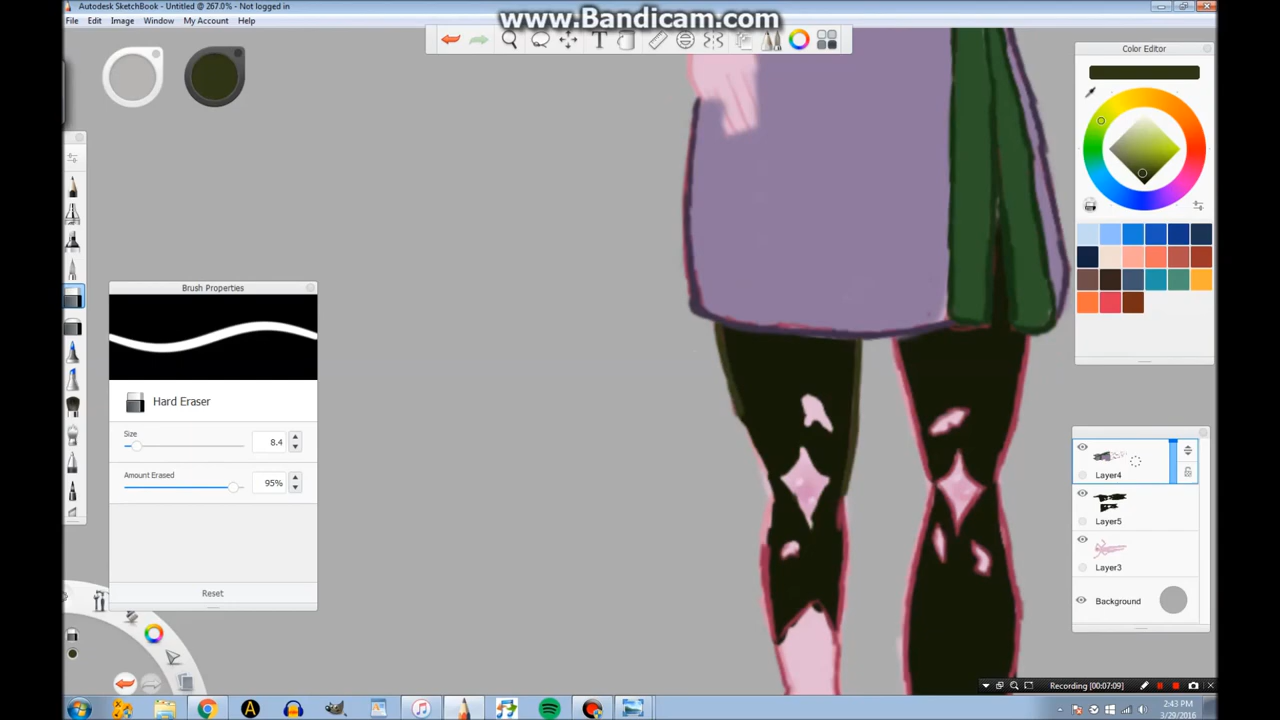 Autodesk SketchBook - Untitled @ 267.0% - Not logged in
www.Bandicam.com
File Edit Image Window My Account Help
Color Editor
Brush Properties
Hard Eraser
Size
8.4
Amount Erased
95%
Reset
Layer4
Layer5
Layer3
Background
Recording [00:07:09]
2:43 PM
3/29/2016